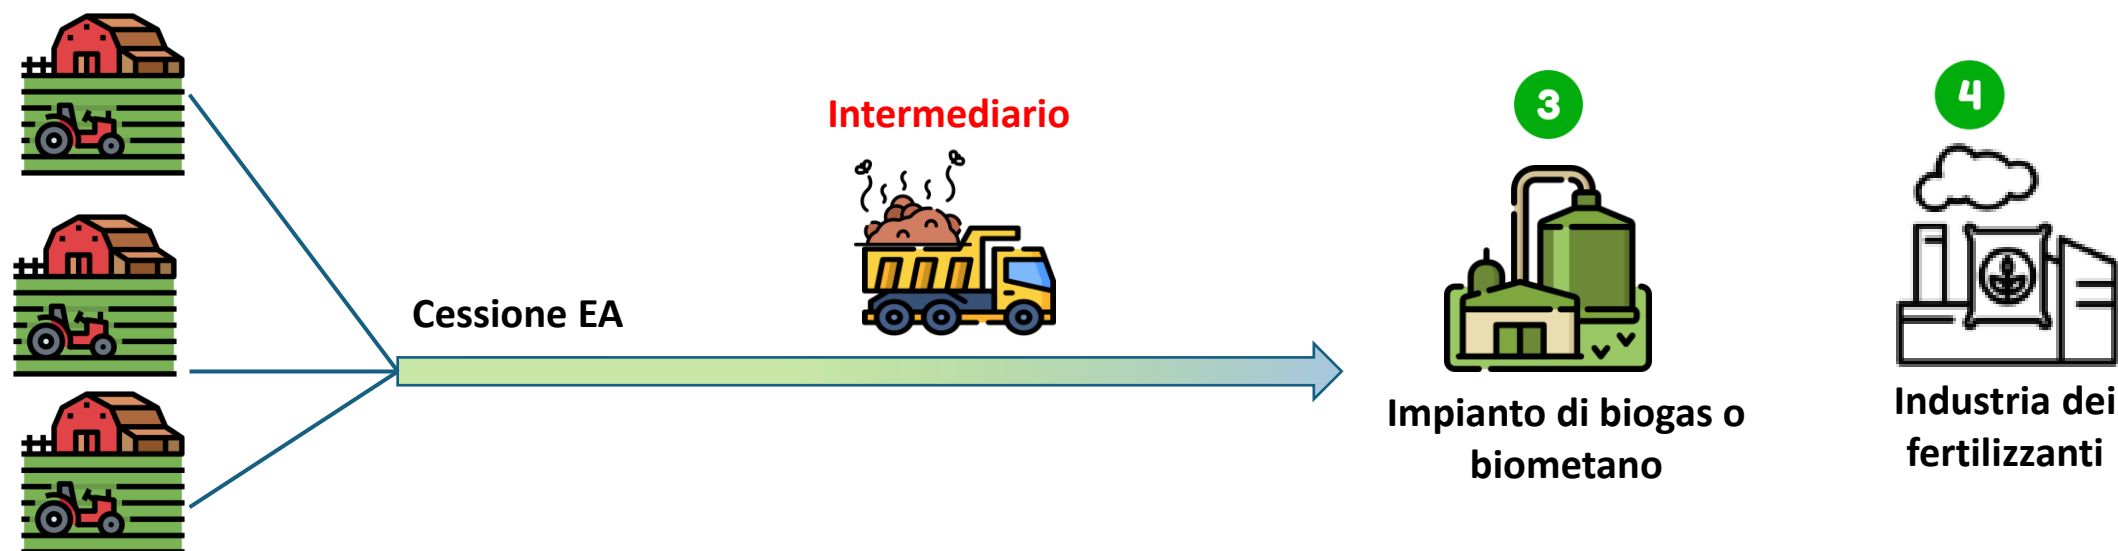 Intermediario
3
4
Cessione EA
Impianto di biogas o
biometano
Industria dei
fertilizzanti